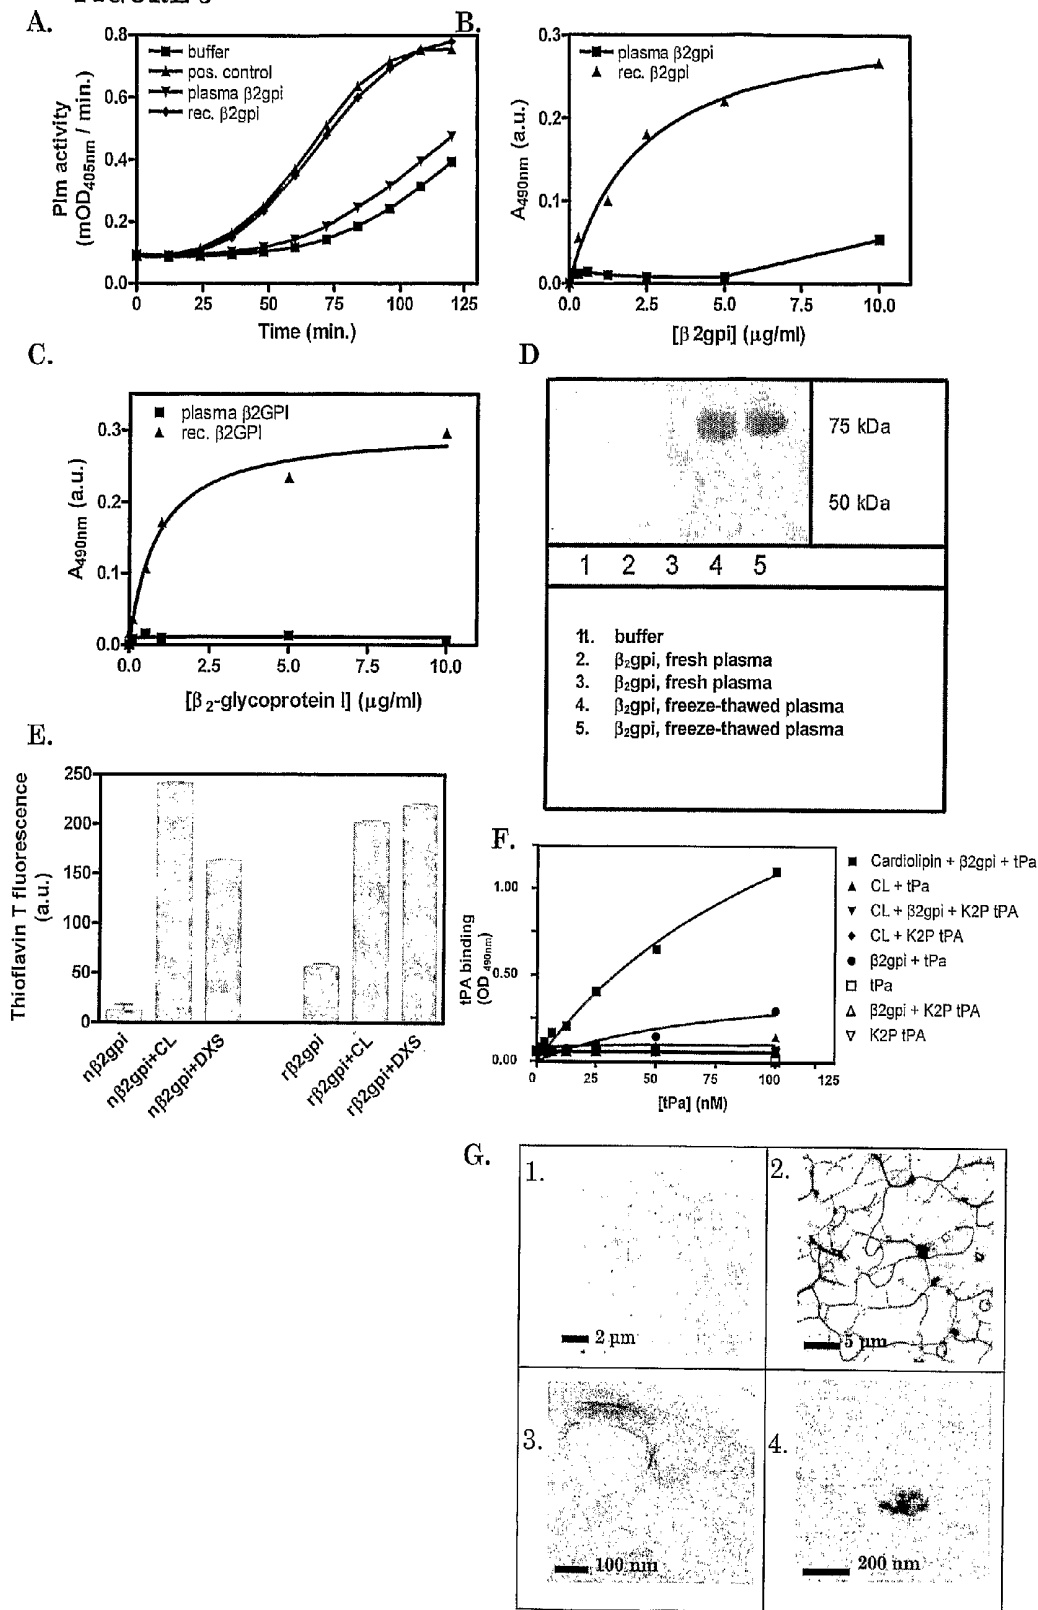 A.
0.8
0.6
0.4
0.2
0.0
Plm activity
(mOD405nm / min.)
buffer
pos. control
plasma β2gpi
rec. β2gpi
0 25 50 75 100 125
Time (min.)
B.
0.3
0.2
0.1
0.0
A490nm (a.u.)
plasma β2gpi
rec. β2gpi
0.0 2.5 5.0 7.5 10.0
[β2gpi] (μg/ml)
C.
0.3
0.2
0.1
0.0
A490nm (a.u.)
plasma β2GPI
rec. β2GPI
0.0 2.5 5.0 7.5 10.0
[β2-glycoprotein I] (μg/ml)
D
75 kDa
50 kDa
1 2 3 4 5
1. buffer
2. β2gpi, fresh plasma
3. β2gpi, fresh plasma
4. β2gpi, freeze-thawed plasma
5. β2gpi, freeze-thawed plasma
E.
250
200
150
100
50
0
Thioflavin T fluorescence
(a.u.)
nβ2gpi
nβ2gpi+CL
nβ2gpi+DXS
rβ2gpi
rβ2gpi+CL
rβ2gpi+DXS
F.
1.00
0.50
0.00
tPA binding
(OD 490nm)
0 25 50 75 100 125
[tPa] (nM)
Cardiolipin + β2gpi + tPa
CL + tPa
CL + β2gpi + K2P tPA
CL + K2P tPA
β2gpi + tPa
tPa
β2gpi + K2P tPA
K2P tPA
G.
1.
2 μm
2.
5 μm
3.
100 nm
4.
200 nm